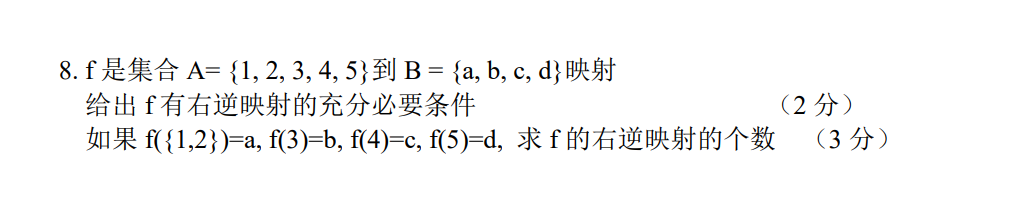 8. f 是集合 A= {1, 2, 3, 4, 5}到 B = {a, b, c, d}映射
给出 f 有右逆映射的充分必要条件 （2 分）
如果 f({1,2})=a, f(3)=b, f(4)=c, f(5)=d, 求 f 的右逆映射的个数 （3 分）